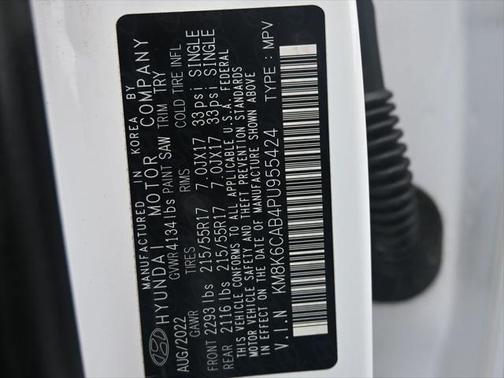 MANUFACTURED IN KOREA BY
HYUNDAI MOTOR COMPANY
GVWR 4134 lbs PAINT SAW TRIM TRY
AUG/2022
GAWR TIRES RIMS COLD TIRE INFL
FRONT 2293 lbs 215/55R17 7.0JX17 33psi SINGLE
REAR 2116 lbs 215/55R17 7.0JX17 33psi SINGLE
THIS VEHICLE CONFORMS TO ALL APPLICABLE U.S.A. FEDERAL
MOTOR VEHICLE SAFETY AND THEFT PREVENTION STANDARDS
IN EFFECT ON THE DATE OF MANUFACTURE SHOWN ABOVE
V.I.N KM8K6CAB4PU955424 TYPE: MPV